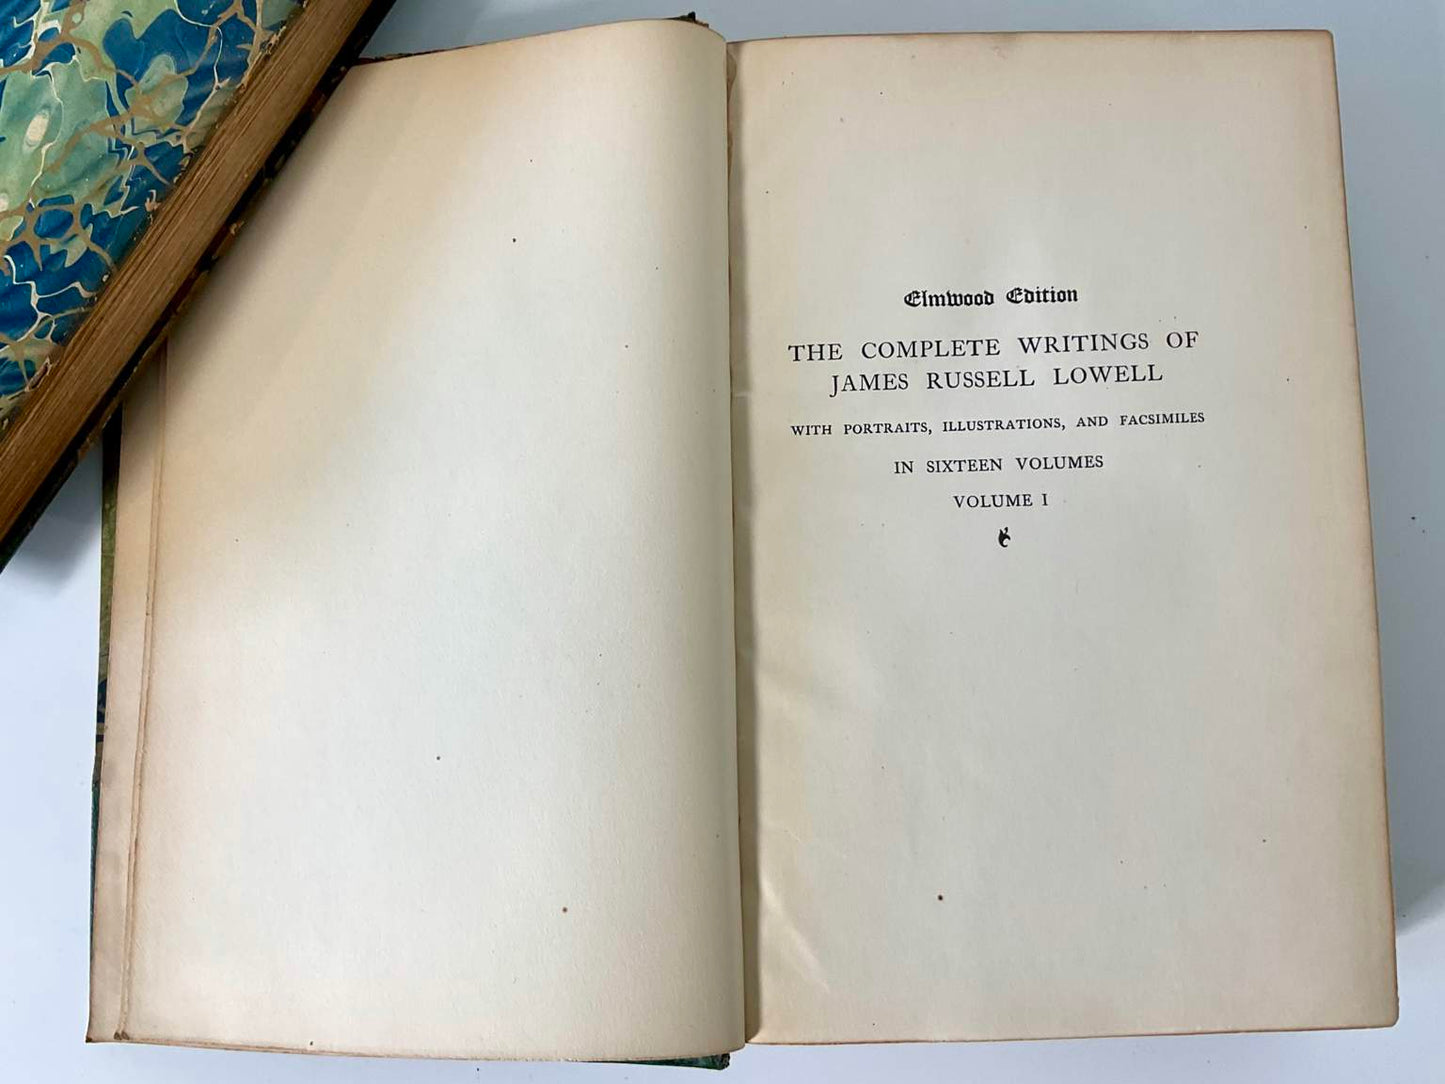 Elmwood Edition
THE COMPLETE WRITINGS OF
JAMES RUSSELL LOWELL
WITH PORTRAITS, ILLUSTRATIONS, AND FACSIMILES
IN SIXTEEN VOLUMES
VOLUME I